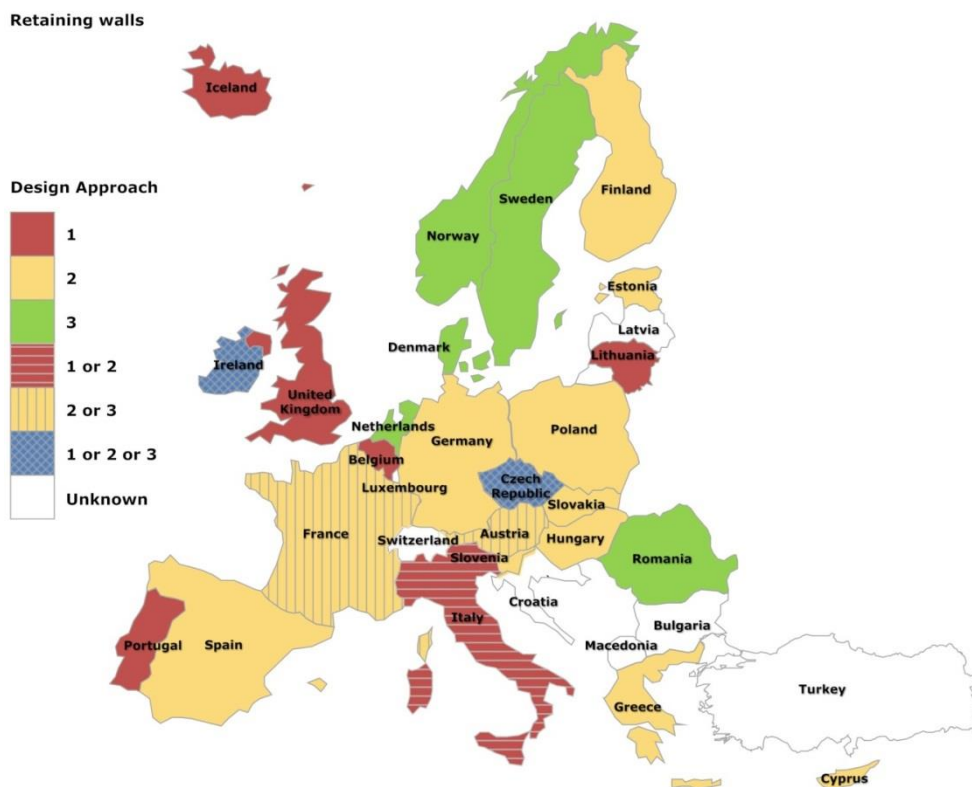 Retaining walls
Iceland
Design Approach
1
2
3
1 or 2
2 or 3
1 or 2 or 3
Unknown
Finland
Sweden
Norway
Estonia
Latvia
Lithuania
Denmark
Ireland
United
Kingdom
Netherlands
Belgium
Germany
Poland
Luxembourg
Czech
Republic
Slovakia
France
Switzerland
Austria
Hungary
Slovenia
Romania
Croatia
Italy
Bulgaria
Portugal
Spain
Macedonia
Turkey
Greece
Cyprus